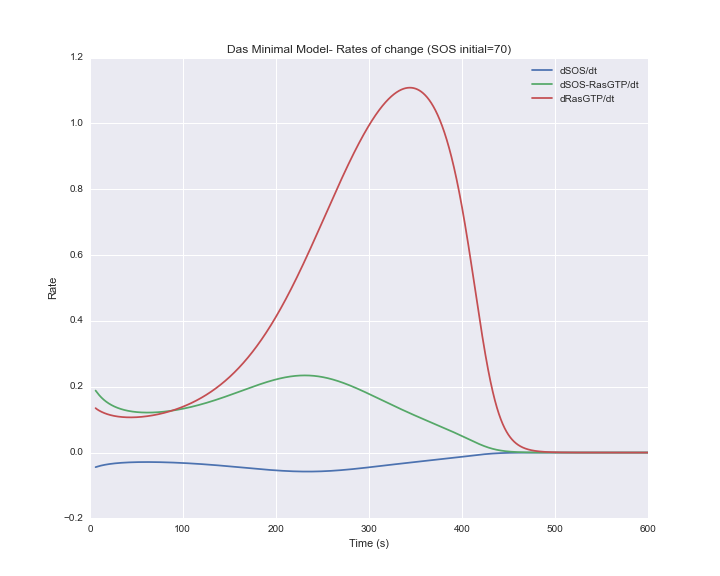 Das Minimal Model- Rates of change (SOS initial=70)
dSOS/dt
dSOS-RasGTP/dt
dRasGTP/dt
1.2
1.0
0.8
0.6
0.4
0.2
0.0
−0.2
Rate
0 100 200 300 400 500 600
Time (s)